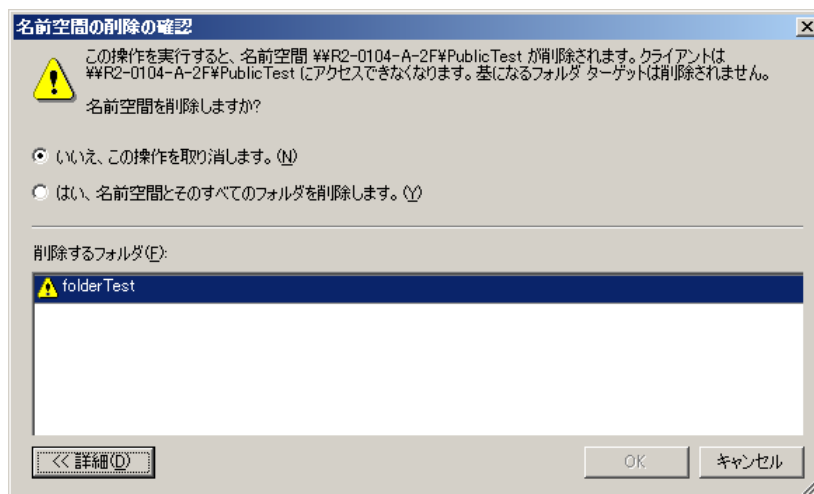 名前空間の削除の確認
この操作を実行すると、名前空間 ¥¥R2-0104-A-2F¥PublicTest が削除されます。クライアントは
¥¥R2-0104-A-2F¥PublicTest にアクセスできなくなります。基になるフォルダ ターゲットは削除されません。
名前空間を削除しますか?
いいえ、この操作を取り消します。(N)
はい、名前空間とそのすべてのフォルダを削除します。(Y)
削除するフォルダ(F):
folderTest
<< 詳細(D)
OK
キャンセル